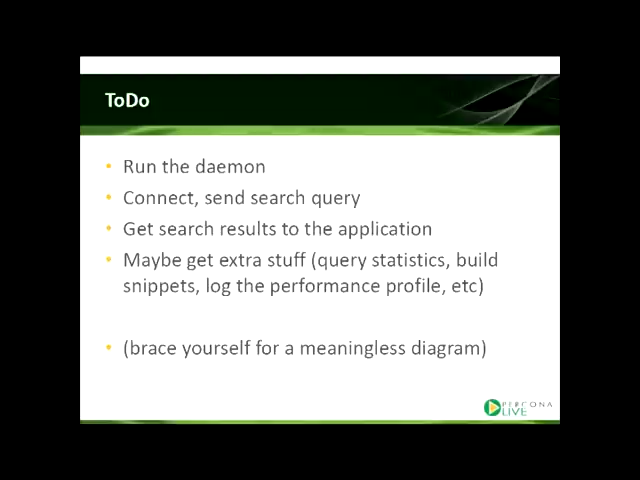 ToDo
Run the daemon
Connect, send search query
Get search results to the application
Maybe get extra stuff (query statistics, build
snippets, log the performance profile, etc)
(brace yourself for a meaningless diagram)
PERCONA
LIVE